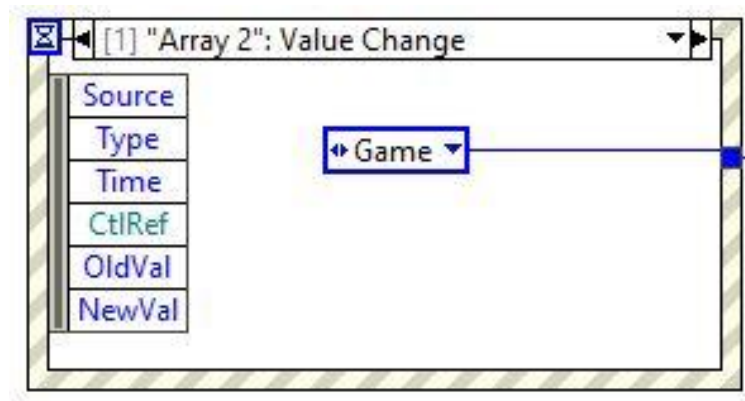 [1] "Array 2": Value Change
Source
Type
Game
Time
CtlRef
OldVal
NewVal